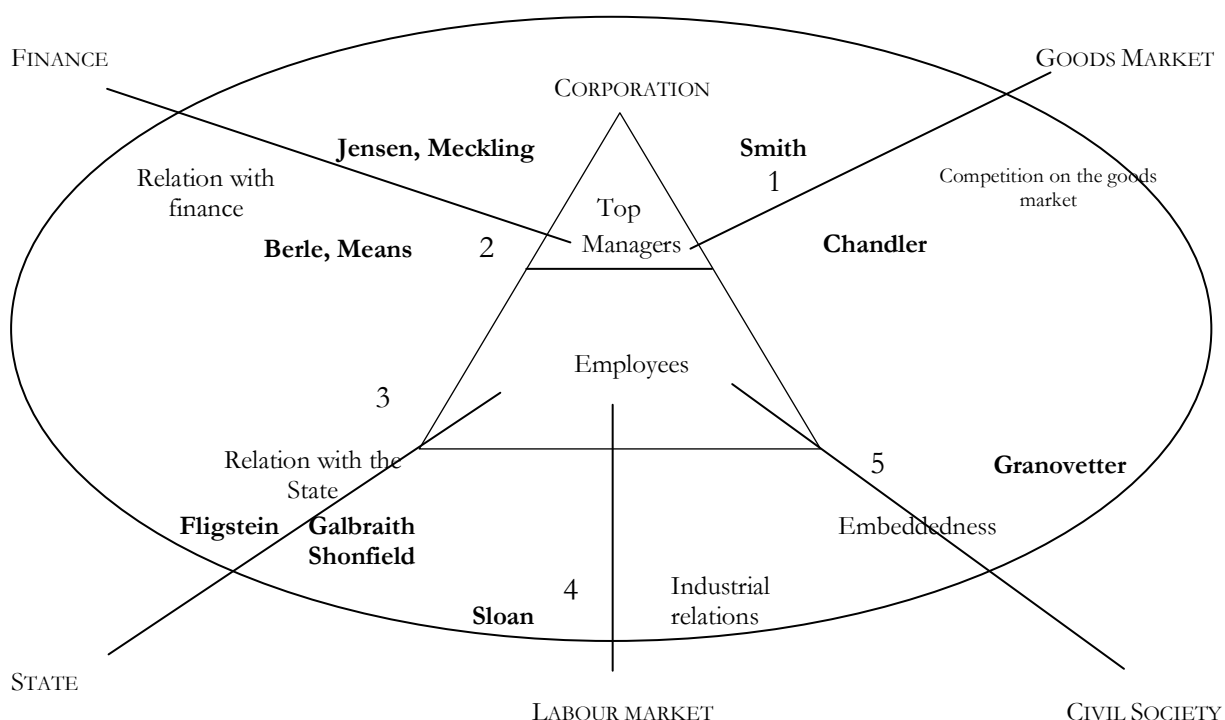 FINANCE
GOODS MARKET
CORPORATION
Jensen, Meckling
Smith
1
Relation with
finance
Competition on the goods
market
Top
Managers
Berle, Means
2
Chandler
Employees
3
Relation with the
State
5
Granovetter
Fligstein
Galbraith
Shonfield
Embeddedness
4
Sloan
Industrial
relations
STATE
LABOUR MARKET
CIVIL SOCIETY